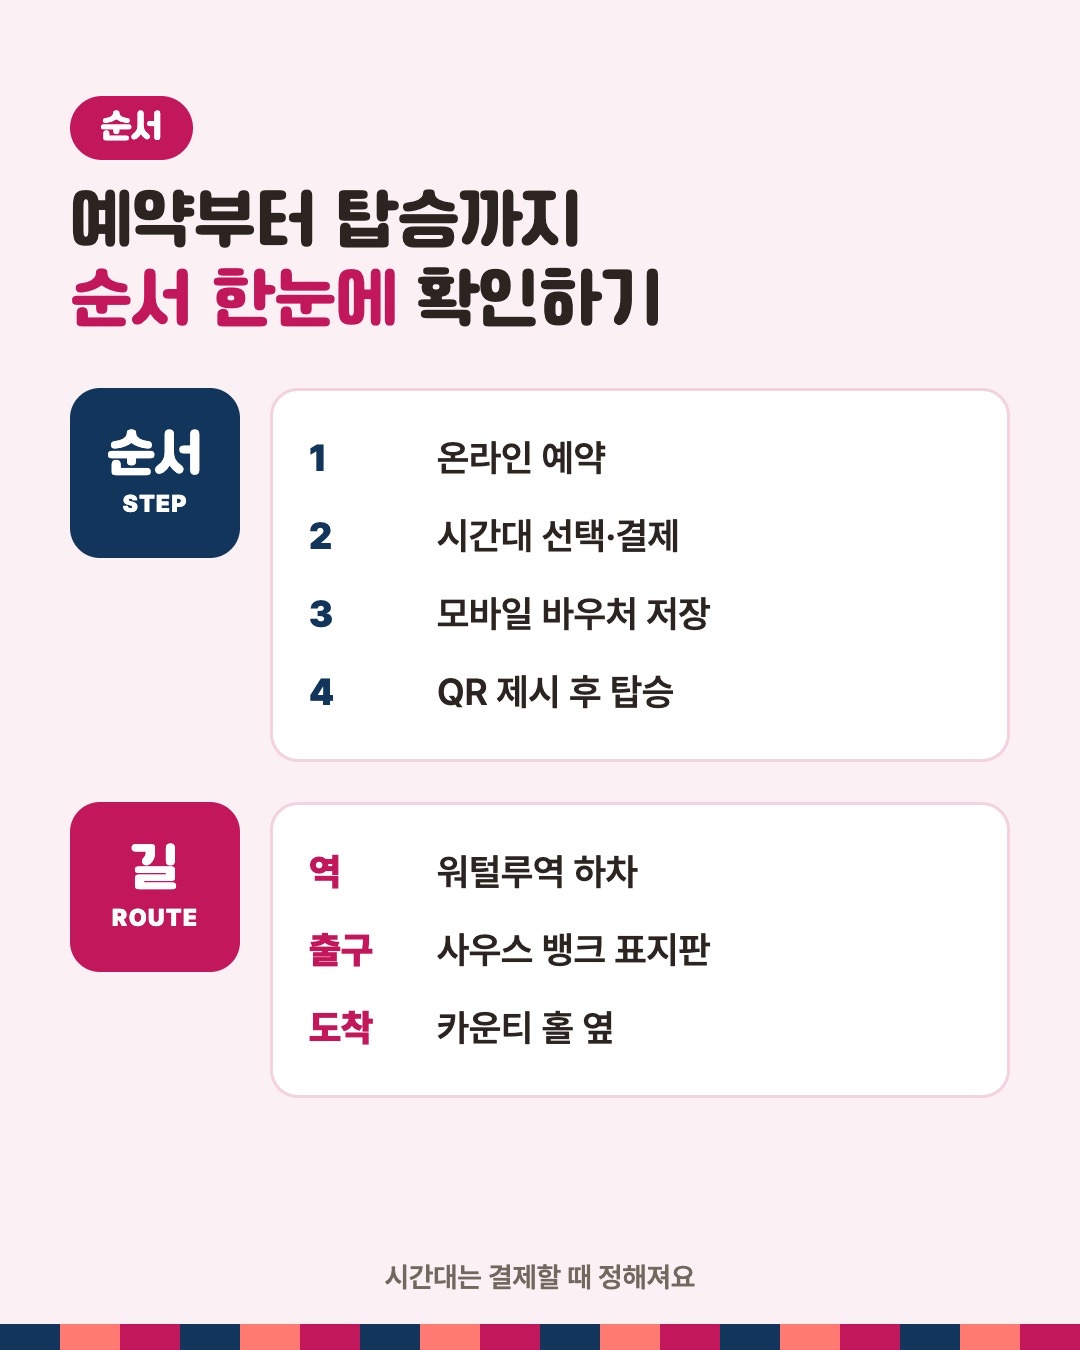 순서
예약부터 탑승까지
순서 한눈에 확인하기
순서
STEP
1 온라인 예약
2 시간대 선택·결제
3 모바일 바우처 저장
4 QR 제시 후 탑승
길
ROUTE
역 워털루역 하차
출구 사우스 뱅크 표지판
도착 카운티 홀 옆
시간대는 결제할 때 정해져요